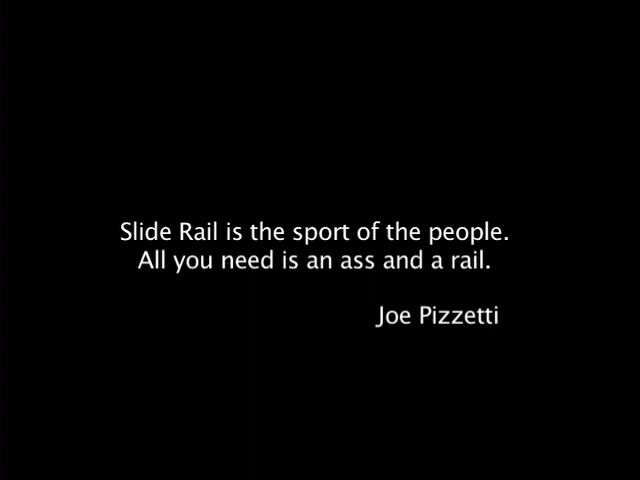 Slide Rail is the sport of the people.
All you need is an ass and a rail.
Joe Pizzetti